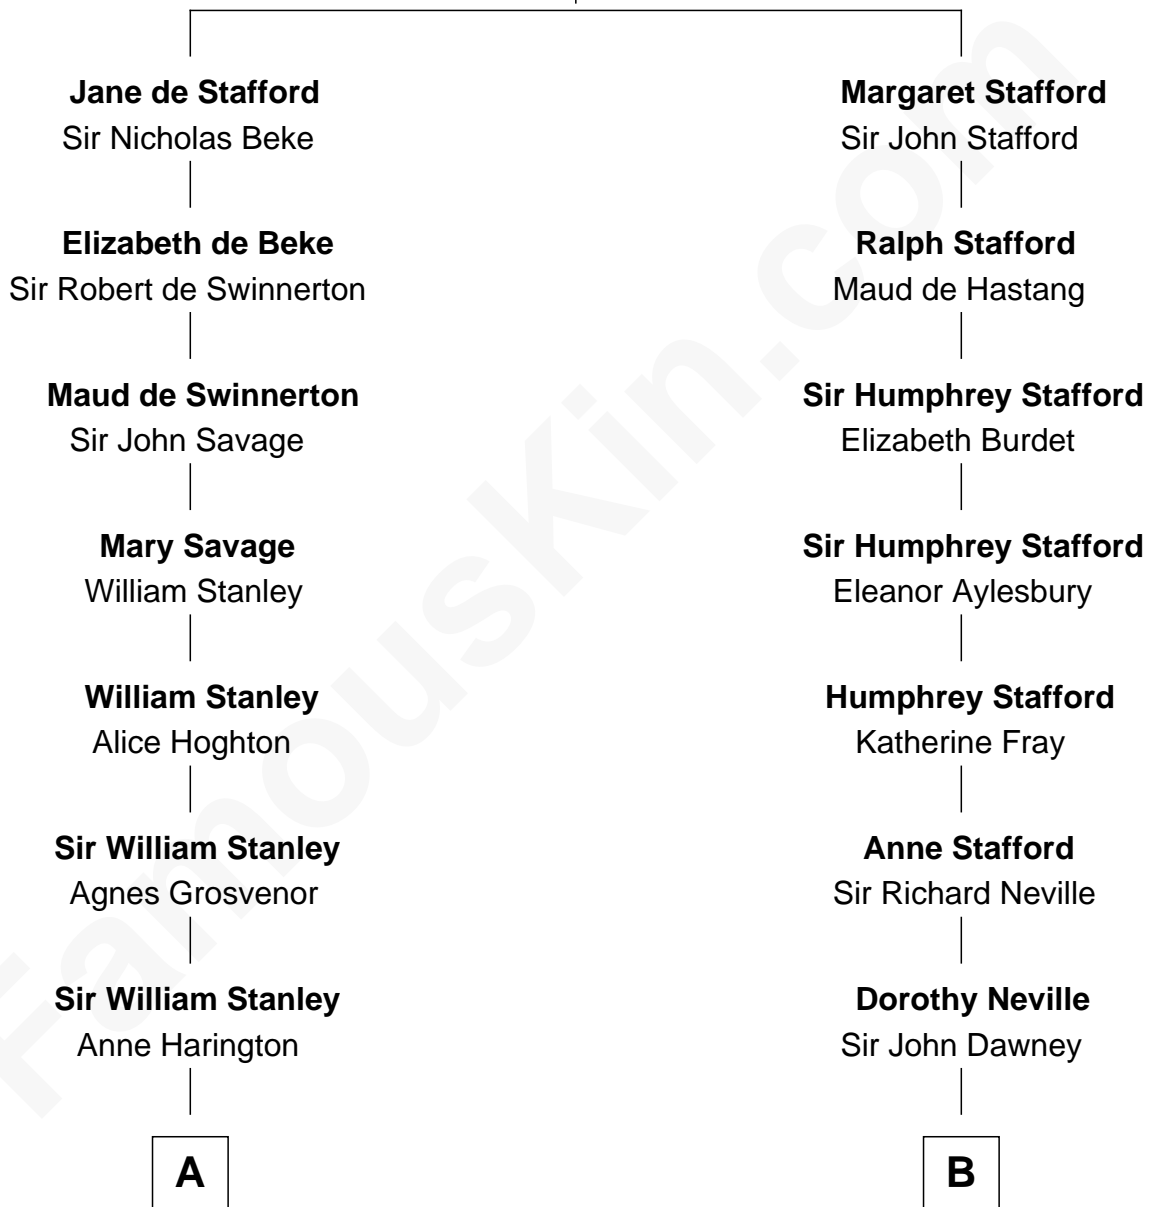 Jane de Stafford
Sir Nicholas Beke
Elizabeth de Beke
Sir Robert de Swinnerton
Maud de Swinnerton
Sir John Savage
Mary Savage
William Stanley
William Stanley
Alice Hoghton
Sir William Stanley
Agnes Grosvenor
Sir William Stanley
Anne Harington
A
Margaret Stafford
Sir John Stafford
Ralph Stafford
Maud de Hastang
Sir Humphrey Stafford
Elizabeth Burdet
Sir Humphrey Stafford
Eleanor Aylesbury
Humphrey Stafford
Katherine Fray
Anne Stafford
Sir Richard Neville
Dorothy Neville
Sir John Dawney
B
FamousKin.com